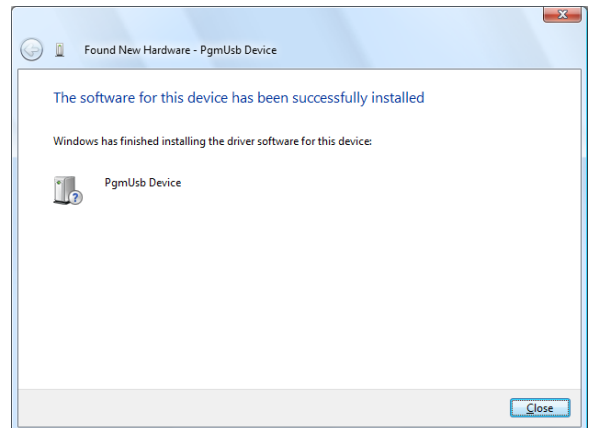 Found New Hardware - PgmUsb Device
The software for this device has been successfully installed
Windows has finished installing the driver software for this device:
PgmUsb Device
Close